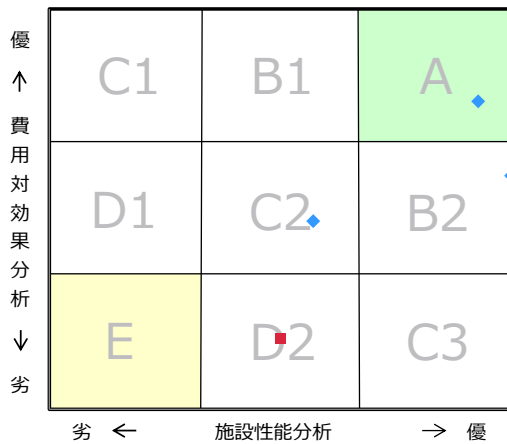 優
↑
費用対効果分析
↓
劣
C1 B1 A
D1 C2 B2
E D2 C3
劣 ← 施設性能分析 → 優